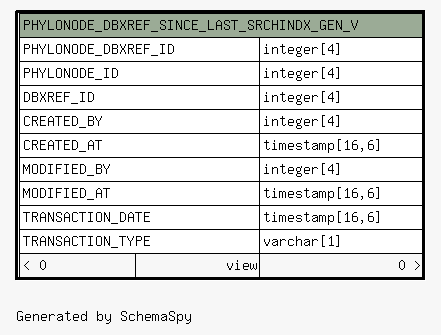 PHYLONODE_DBXREF_SINCE_LAST_SRCHINDX_GEN_V
PHYLONODE_DBXREF_ID integer[4]
PHYLONODE_ID integer[4]
DBXREF_ID integer[4]
CREATED_BY integer[4]
CREATED_AT timestamp[16,6]
MODIFIED_BY integer[4]
MODIFIED_AT timestamp[16,6]
TRANSACTION_DATE timestamp[16,6]
TRANSACTION_TYPE varchar[1]
< 0 view 0 >
Generated by SchemaSpy